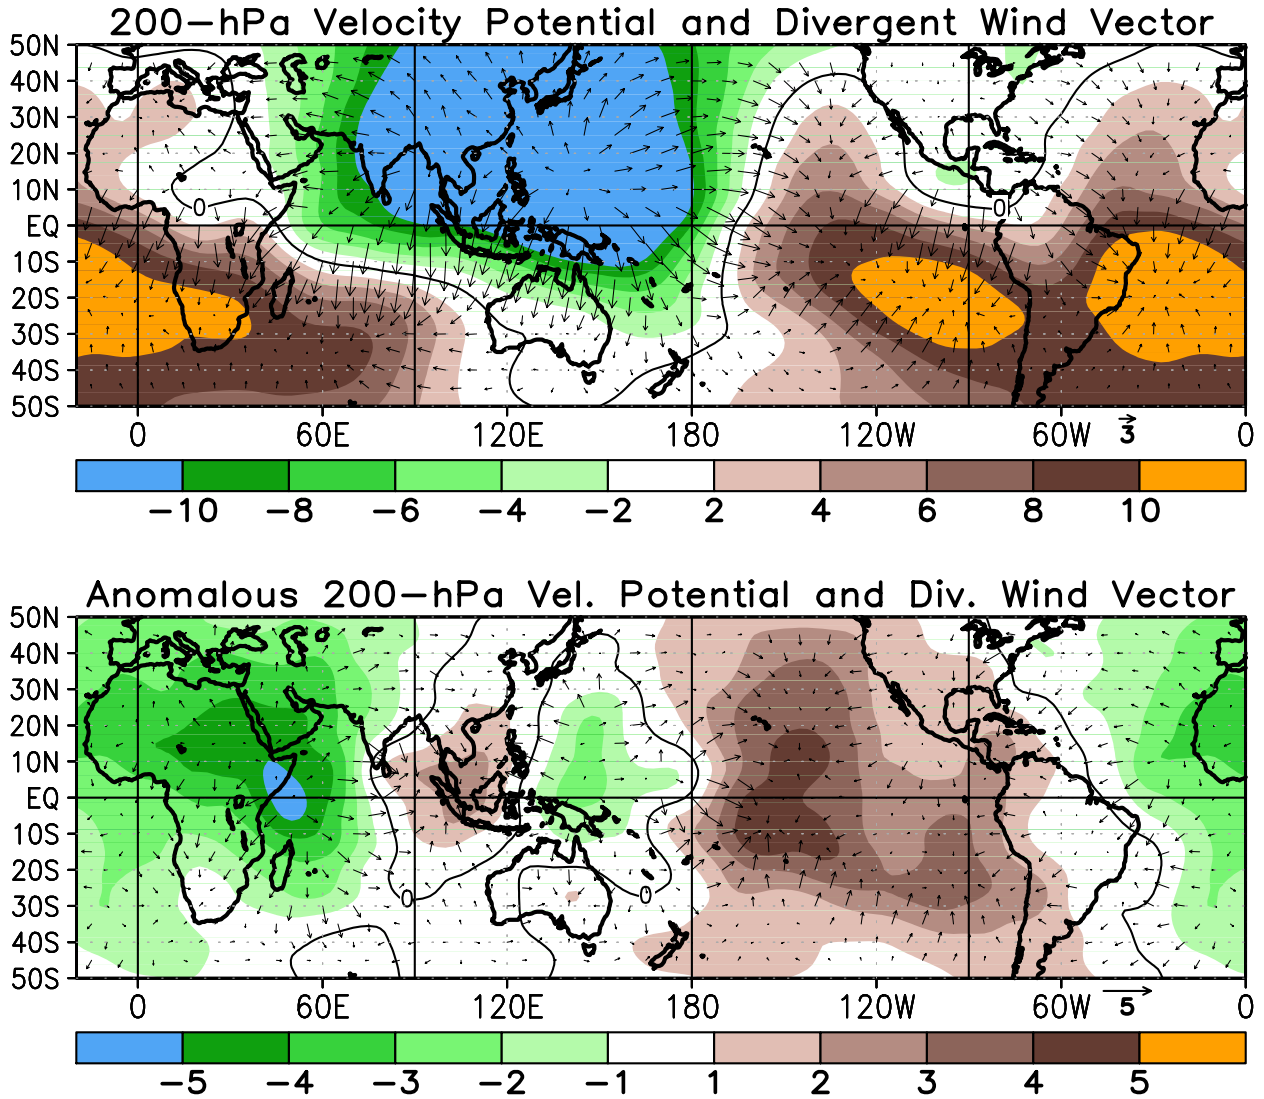 200-hPa Velocity Potential and Divergent Wind Vector
50N
40N
30N
20N
10N
EQ
10S
20S
30S
40S
50S
0
0
0 60E 120E 180 120W 60W 3 0
-10 -8 -6 -4 -2 2 4 6 8 10
Anomalous 200-hPa Vel. Potential and Div. Wind Vector
50N
40N
30N
20N
10N
EQ
10S
20S
30S
40S
50S
0
0
0 60E 120E 180 120W 60W 5 0
-5 -4 -3 -2 -1 1 2 3 4 5